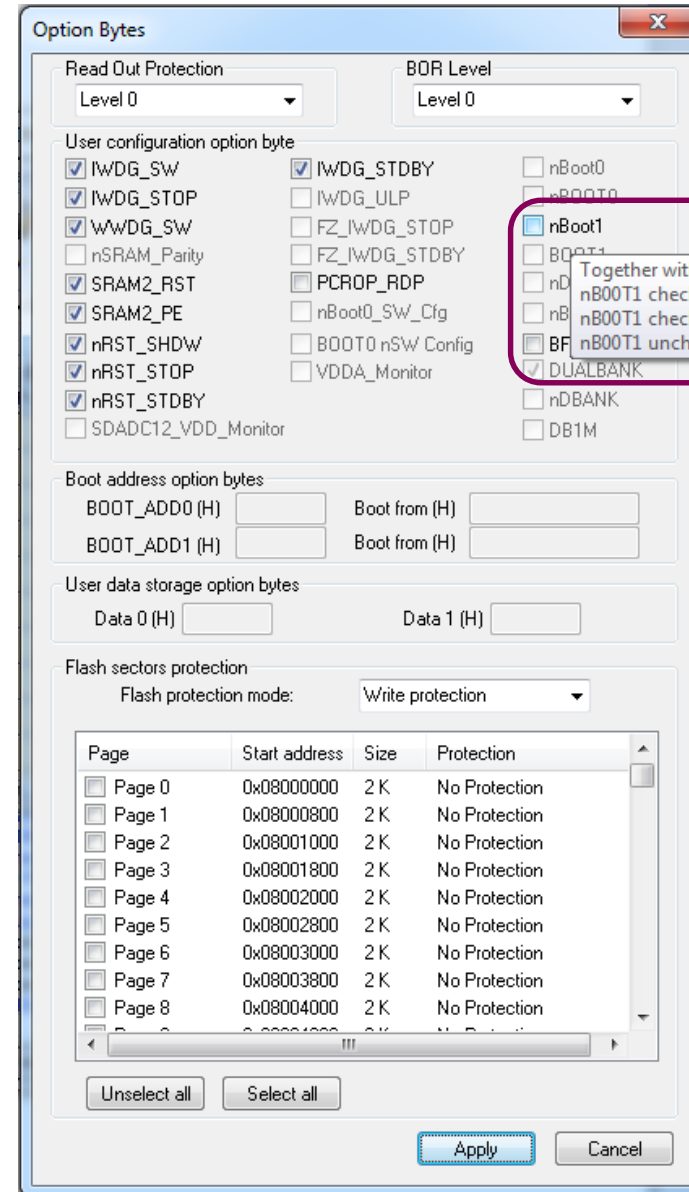 Option Bytes
Read Out Protection
BOR Level
Level 0
Level 0
User configuration option byte
IWDG_SW
IWDG_STDBY
nBoot0
IWDG_STOP
IWDG_ULP
nBOOT0
WWDG_SW
FZ_IWDG_STOP
nBoot1
nSRAM_Parity
FZ_IWDG_STDBY
BOOT1
SRAM2_RST
PCROP_RDP
nD
SRAM2_PE
nBoot0_SW_Cfg
nB
nRST_SHDW
BOOT0 nSW Config
BF
nRST_STOP
VDDA_Monitor
DUALBANK
nRST_STDBY
nDBANK
SDADC12_VDD_Monitor
DB1M
Together wit
nB00T1 chec
nB00T1 chec
nB00T1 unch
Boot address option bytes
BOOT_ADD0 (H)
Boot from (H)
BOOT_ADD1 (H)
Boot from (H)
User data storage option bytes
Data 0 (H)
Data 1 (H)
Flash sectors protection
Flash protection mode:
Write protection
Page Start address Size Protection
Page 0 0x08000000 2 K No Protection
Page 1 0x08000800 2 K No Protection
Page 2 0x08001000 2 K No Protection
Page 3 0x08001800 2 K No Protection
Page 4 0x08002000 2 K No Protection
Page 5 0x08002800 2 K No Protection
Page 6 0x08003000 2 K No Protection
Page 7 0x08003800 2 K No Protection
Page 8 0x08004000 2 K No Protection
Unselect all
Select all
Apply
Cancel